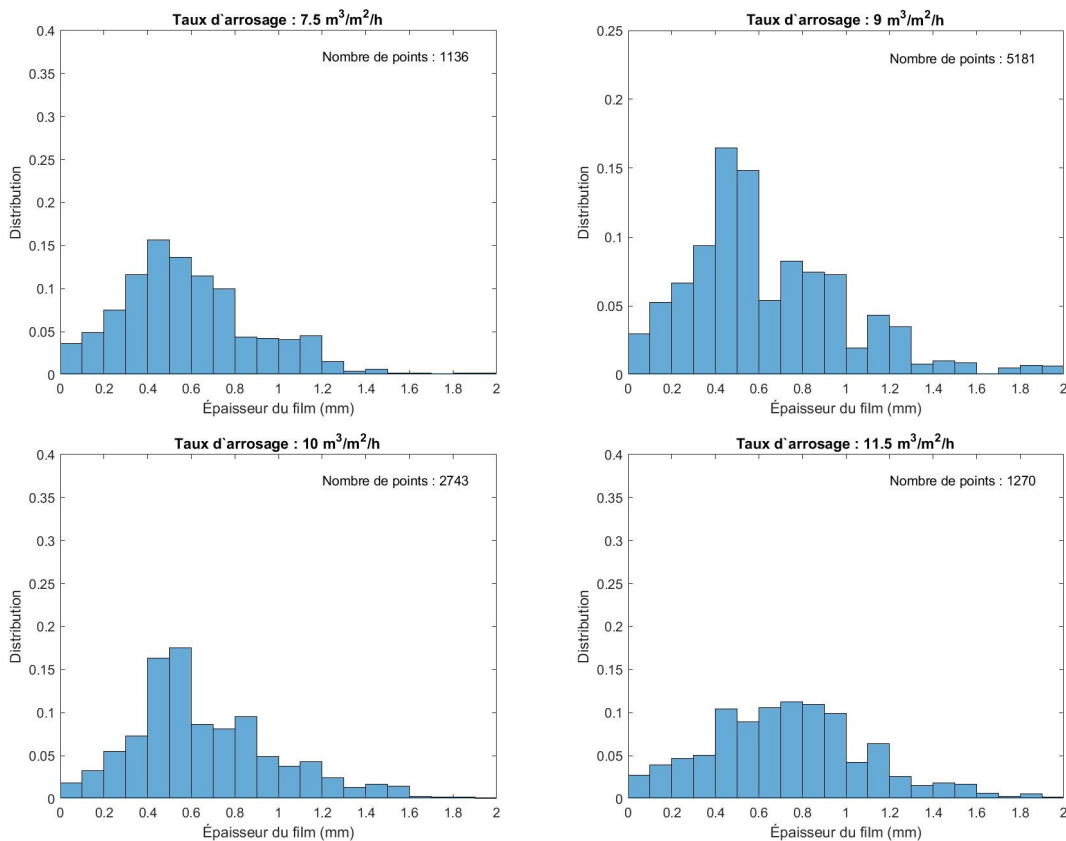 Taux d`arrosage : 7.5 m³/m²/h
Nombre de points : 1136
Distribution
0.4
0.35
0.3
0.25
0.2
0.15
0.1
0.05
0
0 0.2 0.4 0.6 0.8 1 1.2 1.4 1.6 1.8 2
Épaisseur du film (mm)
Taux d`arrosage : 9 m³/m²/h
Nombre de points : 5181
Distribution
0.25
0.2
0.15
0.1
0.05
0
0 0.2 0.4 0.6 0.8 1 1.2 1.4 1.6 1.8 2
Épaisseur du film (mm)
Taux d`arrosage : 10 m³/m²/h
Nombre de points : 2743
Distribution
0.4
0.35
0.3
0.25
0.2
0.15
0.1
0.05
0
0 0.2 0.4 0.6 0.8 1 1.2 1.4 1.6 1.8 2
Épaisseur du film (mm)
Taux d`arrosage : 11.5 m³/m²/h
Nombre de points : 1270
Distribution
0.4
0.35
0.3
0.25
0.2
0.15
0.1
0.05
0
0 0.2 0.4 0.6 0.8 1 1.2 1.4 1.6 1.8 2
Épaisseur du film (mm)